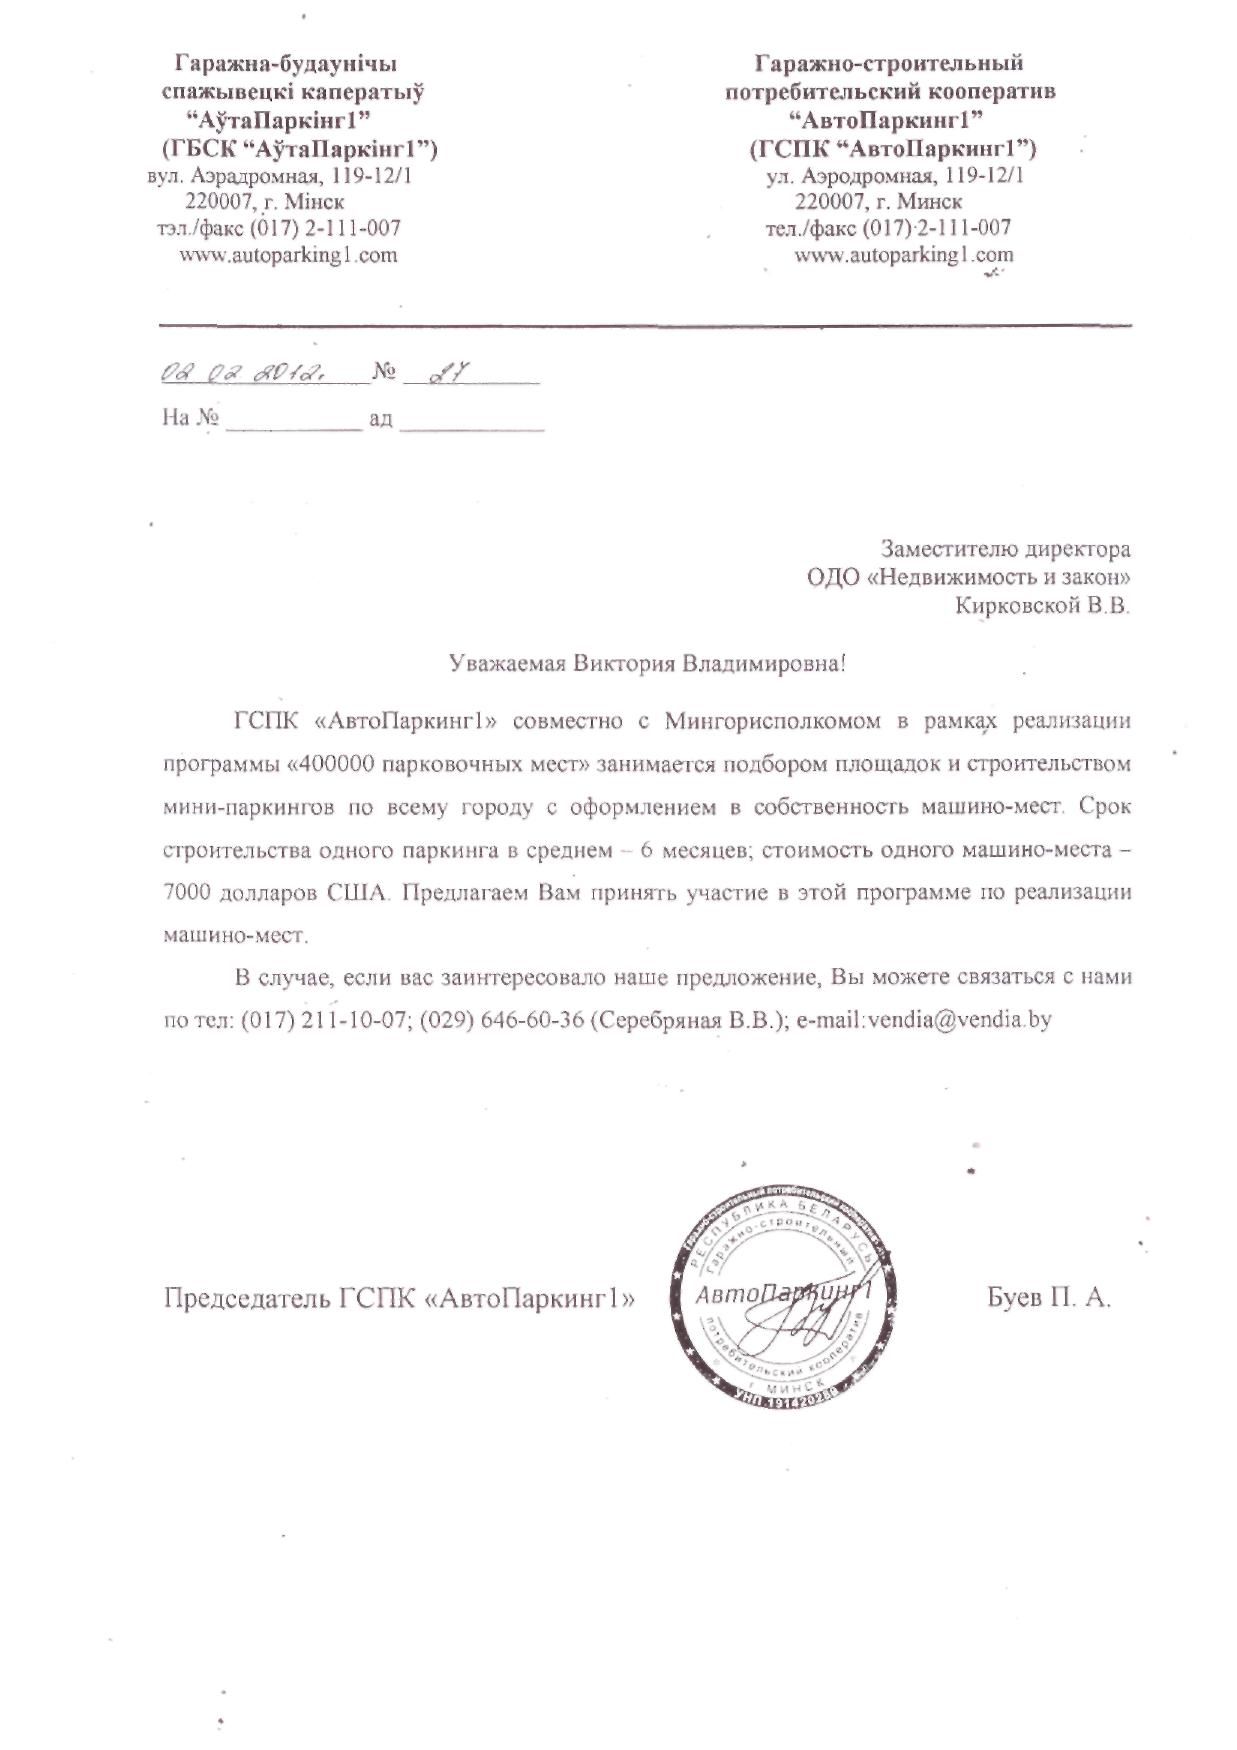 Гаражна-будаунічы
спажывецкі каператыў
“АўтаПаркінг1”
(ГБСК “АўтаПаркінг1”)
вул. Аэрадромная, 119-12/1
220007, г. Мінск
тэл./факс (017) 2-111-007
www.autoparking1.com
Гаражно-строительный
потребительский кооператив
“АвтоПаркинг1”
(ГСПК “АвтоПаркинг1”)
ул. Аэродромная, 119-12/1
220007, г. Минск
тел./факс (017) 2-111-007
www.autoparking1.com
02 02 2012. № 27
На № ад
Заместителю директора
ОДО «Недвижимость и закон»
Кирковской В.В.
Уважаемая Виктория Владимировна!
ГСПК «АвтоПаркинг1» совместно с Мингорисполкомом в рамках реализации
программы «400000 парковочных мест» занимается подбором площадок и строительством
мини-паркингов по всему городу с оформлением в собственность машино-мест. Срок
строительства одного паркинга в среднем – 6 месяцев; стоимость одного машино-места –
7000 долларов США. Предлагаем Вам принять участие в этой программе по реализации
машино-мест.
В случае, если вас заинтересовало наше предложение, Вы можете связаться с нами
по тел: (017) 211-10-07; (029) 646-60-36 (Серебряная В.В.); e-mail:vendia@vendia.by
Председатель ГСПК «АвтоПаркинг1»
РЕСПУБЛИКА БЕЛАРУСЬ
Гаражно-строительный
АвтоПаркинг1
потребительский кооператив
г. МИНСК
УНП 191420280
Буев П. А.